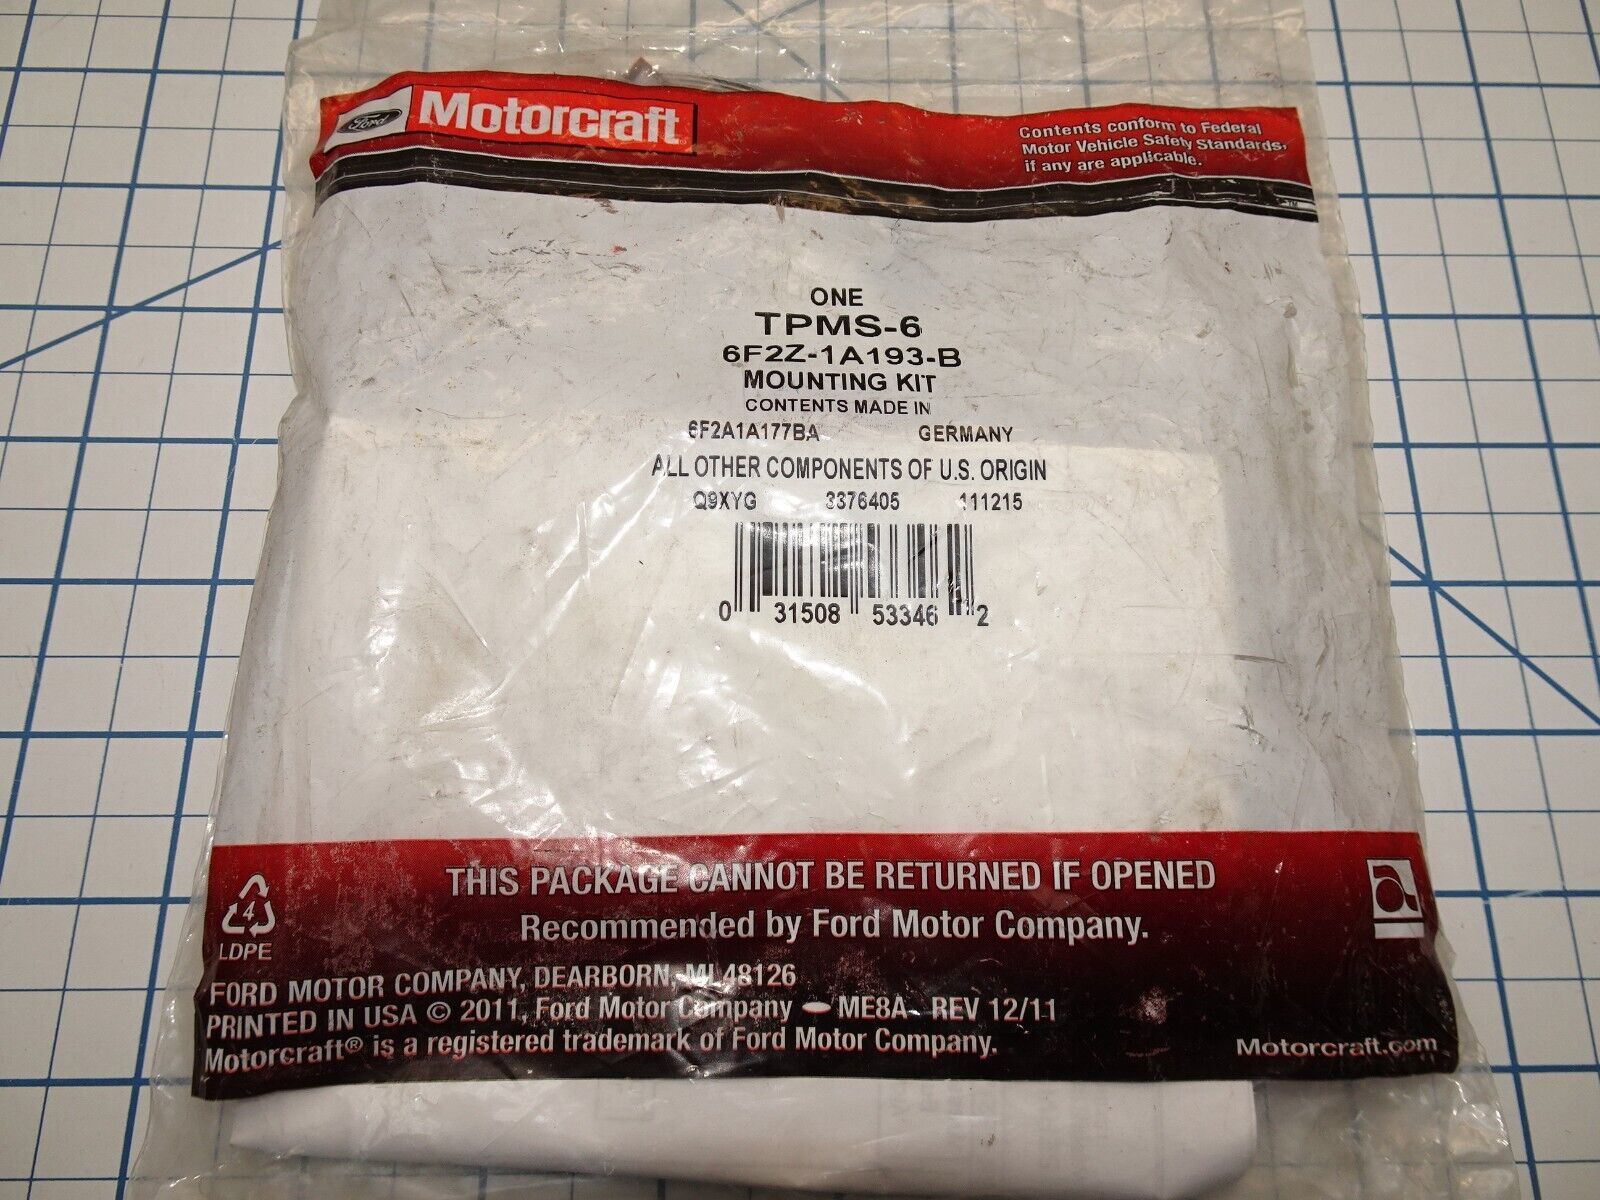 Ford Motorcraft
Contents conform to Federal
Motor Vehicle Safety Standards,
if any are applicable.
TM
ONE
TPMS-6
6F2Z-1A193-B
MOUNTING KIT
CONTENTS MADE IN
6F2A1A177BA GERMANY
ALL OTHER COMPONENTS OF U.S. ORIGIN
Q9XYG 3376405 111215
0 31508 53346 2
THIS PACKAGE CANNOT BE RETURNED IF OPENED
Recommended by Ford Motor Company.
4
LDPE
FORD MOTOR COMPANY, DEARBORN, MI 48126
PRINTED IN USA © 2011, Ford Motor Company – ME8A REV 12/11
Motorcraft® is a registered trademark of Ford Motor Company.
Motorcraft.com